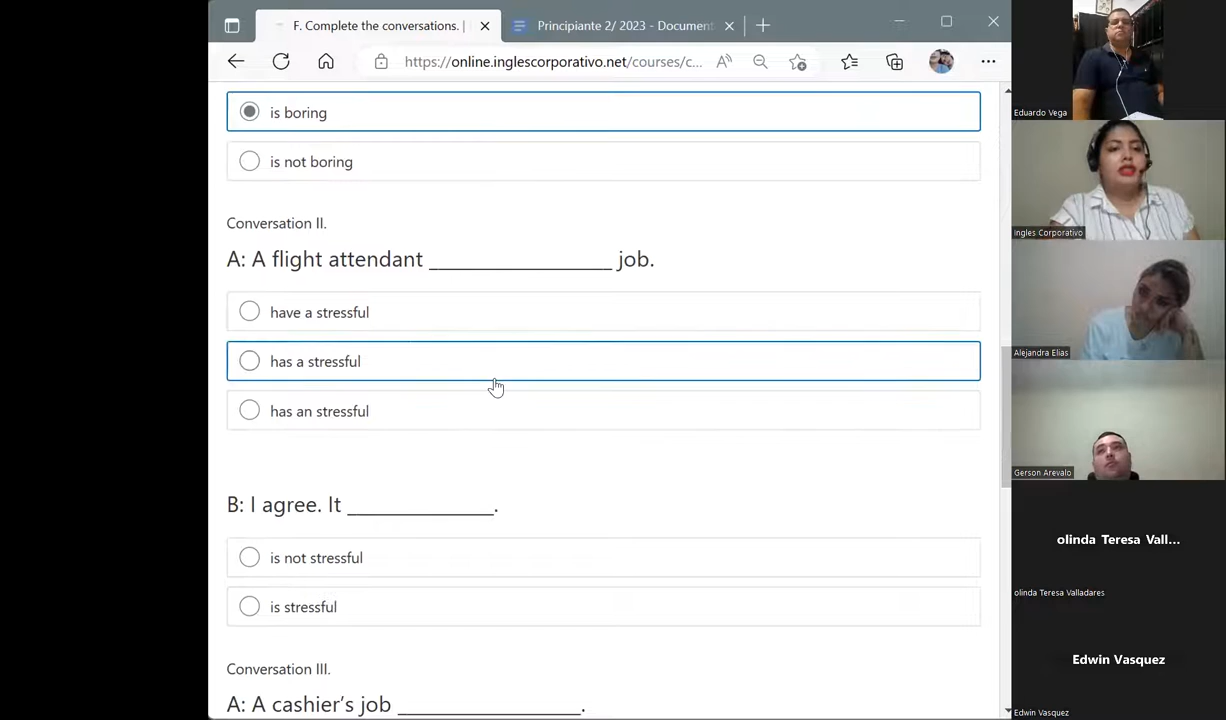 F. Complete the conversations. |
Principiante 2/ 2023 - Document
https://online.inglescorporativo.net/courses/c...
is boring
is not boring
Conversation II.
A: A flight attendant _________________ job.
have a stressful
has a stressful
has an stressful
B: I agree. It ______________.
is not stressful
is stressful
Conversation III.
A: A cashier's job _________________.
Eduardo Vega
Ingles Corporativo
Alejandra Elias
Gerson Arevalo
olinda Teresa Vall...
olinda Teresa Valladares
Edwin Vasquez
Edwin Vasquez